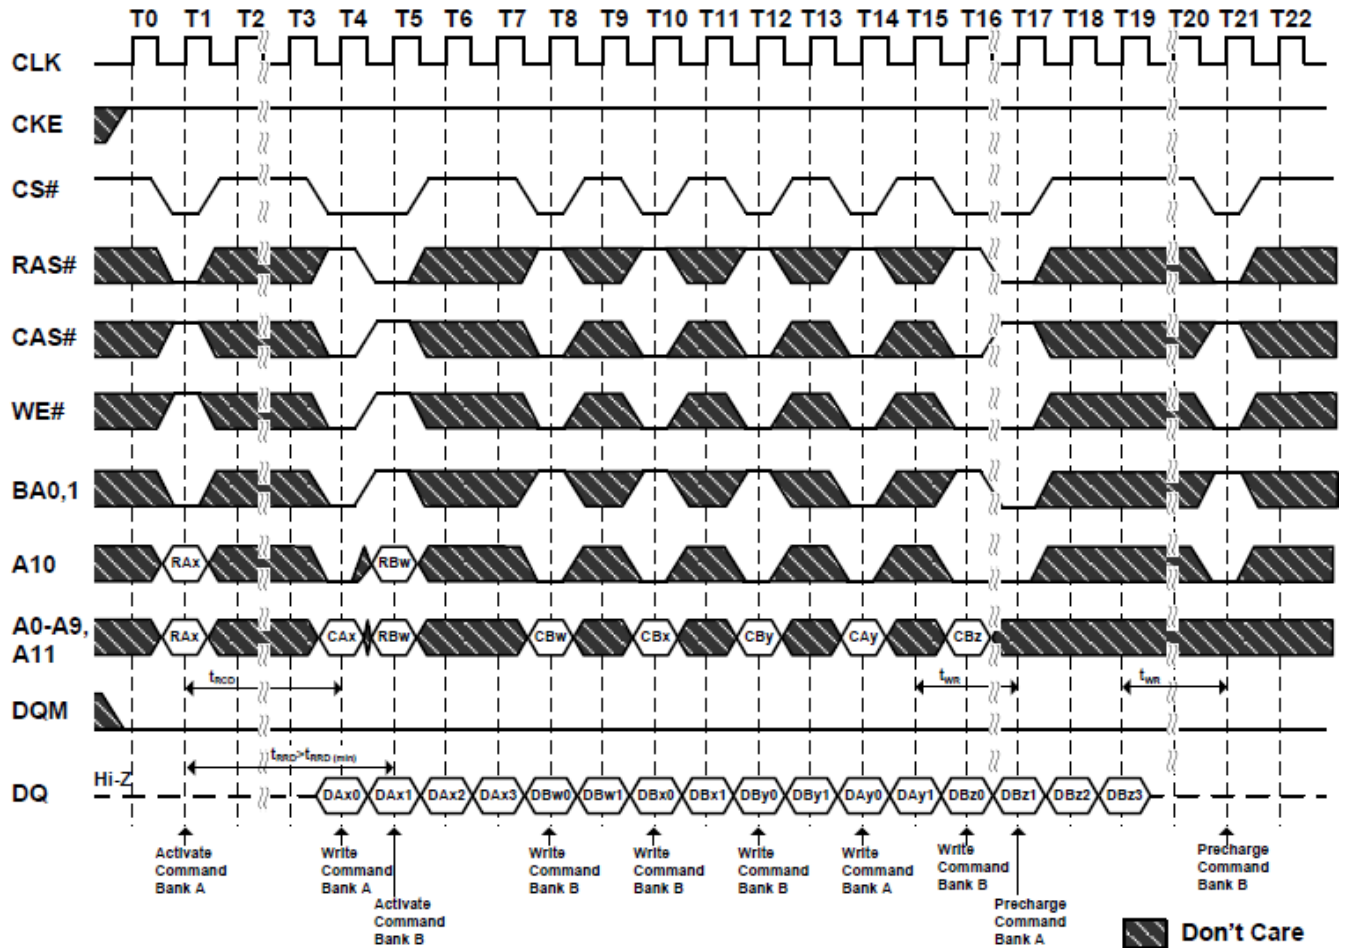 T0 T1 T2 T3 T4 T5 T6 T7 T8 T9 T10 T11 T12 T13 T14 T15 T16 T17 T18 T19 T20 T21 T22
CLK
CKE
CS#
RAS#
CAS#
WE#
BA0,1
A10 RAx RBw
A0-A9,
A11
RAx CAx RBw CBw CBx CBy CAy CBz
tRCD tWR tWR
DQM
tRRD>tRRD (min)
Hi-Z
DQ DAx0 DAx1 DAx2 DAx3 DBw0 DBw1 DBx0 DBx1 DBy0 DBy1 DAy0 DAy1 DBz0 DBz1 DBz2 DBz3
Activate
Command
Bank A
Write
Command
Bank A
Activate
Command
Bank B
Write
Command
Bank B
Write
Command
Bank B
Write
Command
Bank B
Write
Command
Bank A
Write
Command
Bank B
Precharge
Command
Bank A
Precharge
Command
Bank B
Don't Care